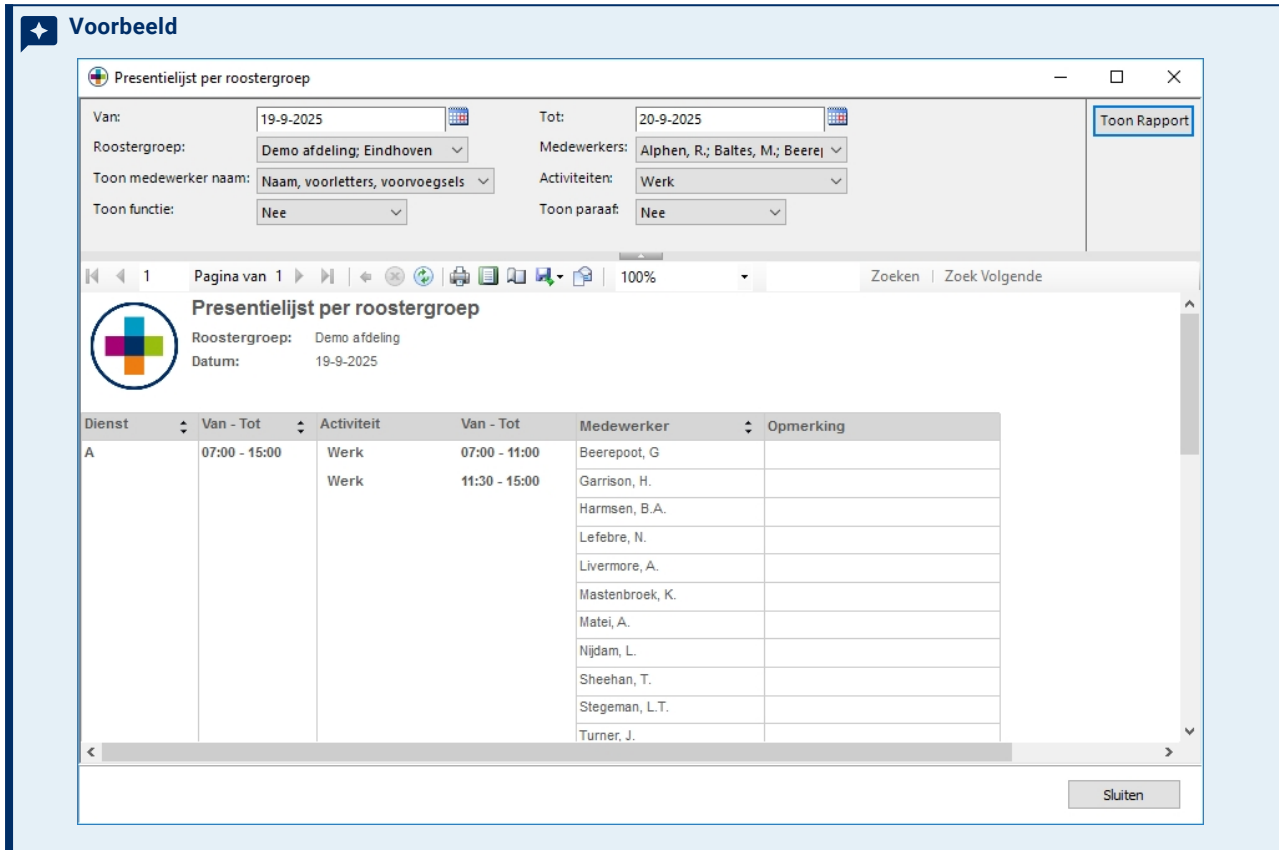 Voorbeeld
Presentielijst per roostergroep
Van: 19-9-2025 Tot: 20-9-2025 Toon Rapport
Roostergroep: Demo afdeling; Eindhoven Medewerkers: Alphen, R.; Baltes, M.; Beere
Toon medewerker naam: Naam, voorletters, voorvoegsels Activiteiten: Werk
Toon functie: Nee Toon paraaf: Nee
1 Pagina van 1 100% Zoeken | Zoek Volgende
Presentielijst per roostergroep
Roostergroep: Demo afdeling
Datum: 19-9-2025
Dienst Van - Tot Activiteit Van - Tot Medewerker Opmerking
A 07:00 - 15:00 Werk 07:00 - 11:00 Beerepoot, G
Werk 11:30 - 15:00 Garrison, H.
Harmsen, B.A.
Lefebre, N.
Livermore, A.
Mastenbroek, K.
Matei, A.
Nijdam, L.
Sheehan, T.
Stegeman, L.T.
Turner, J.
Sluiten